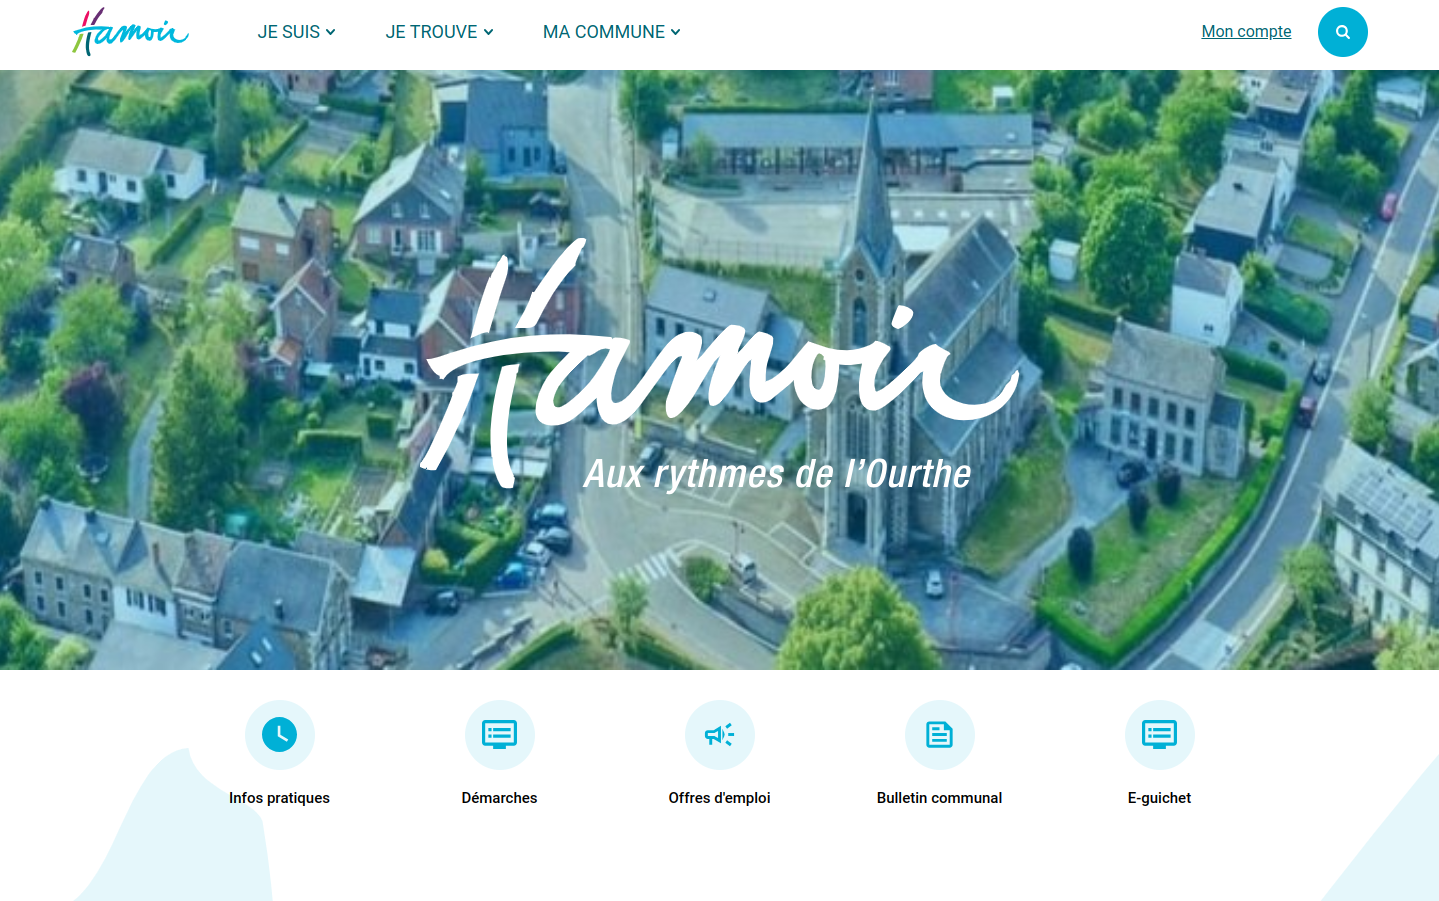 Hamoir
JE SUIS
JE TROUVE
MA COMMUNE
Mon compte
Hamoir
Aux rythmes de l’Ourthe
Infos pratiques
Démarches
Offres d'emploi
Bulletin communal
E-guichet